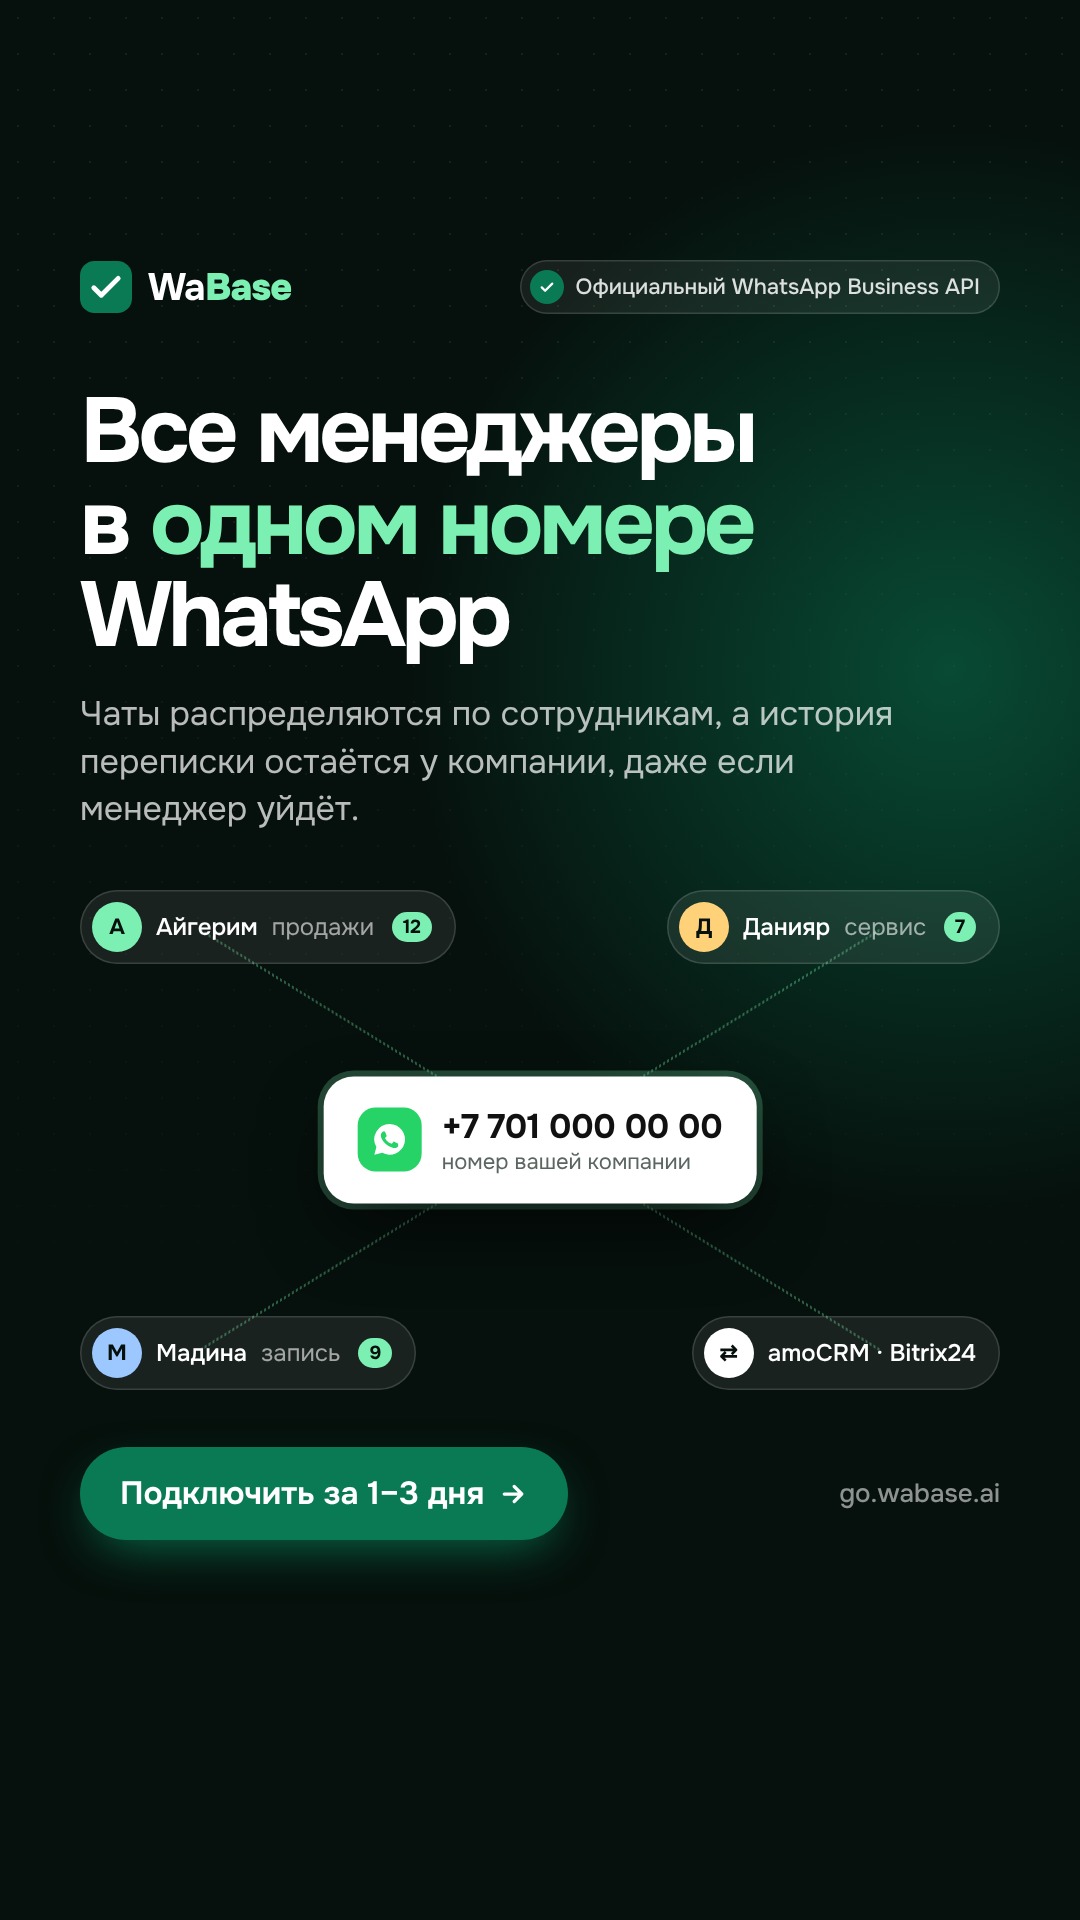 WaBase
Официальный WhatsApp Business API
Все менеджеры
в одном номере
WhatsApp
Чаты распределяются по сотрудникам, а история
переписки остаётся у компании, даже если
менеджер уйдёт.
А Айгерим продажи 12
Д Данияр сервис 7
+7 701 000 00 00
номер вашей компании
М Мадина запись 9
⇄ amoCRM · Bitrix24
Подключить за 1–3 дня →
go.wabase.ai